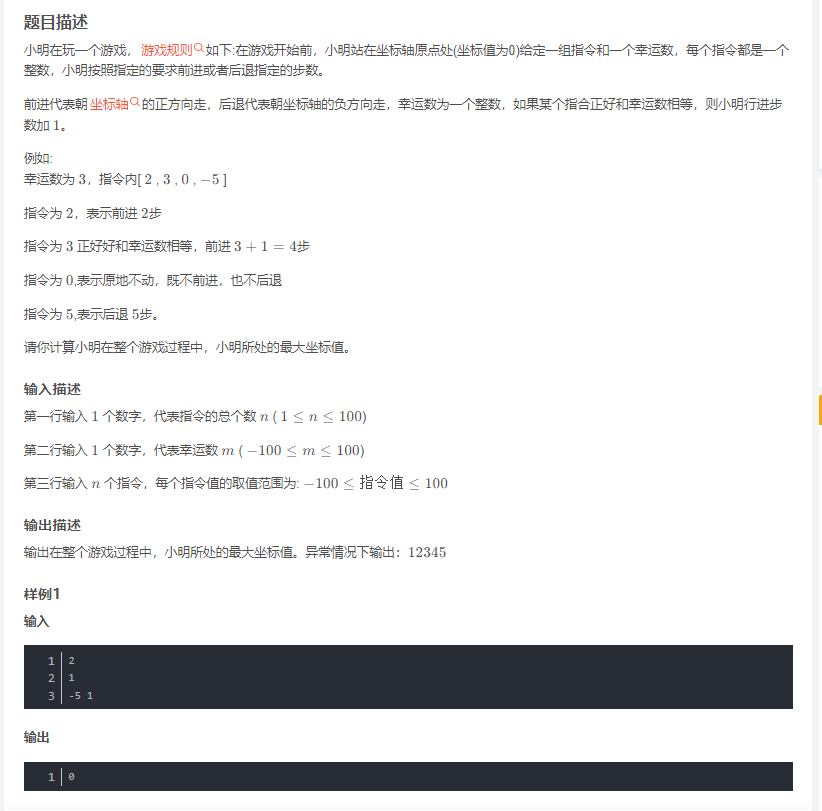 题目描述
小明在玩一个游戏，游戏规则如下:在游戏开始前，小明站在坐标轴原点处(坐标值为0)给定一组指令和一个幸运数，每个指令都是一个
整数，小明按照指定的要求前进或者后退指定的步数。
前进代表朝坐标轴的正方向走，后退代表朝坐标轴的负方向走，幸运数为一个整数，如果某个指合正好和幸运数相等，则小明行进步
数加 1。
例如:
幸运数为 3，指令内[ 2 , 3 , 0 , −5 ]
指令为 2，表示前进 2步
指令为 3 正好好和幸运数相等，前进 3 + 1 = 4步
指令为 0,表示原地不动，既不前进，也不后退
指令为 5,表示后退 5步。
请你计算小明在整个游戏过程中，小明所处的最大坐标值。
输入描述
第一行输入 1 个数字，代表指令的总个数 n ( 1 ≤ n ≤ 100)
第二行输入 1 个数字，代表幸运数 m ( −100 ≤ m ≤ 100)
第三行输入 n 个指令，每个指令值的取值范围为: −100 ≤ 指令值 ≤ 100
输出描述
输出在整个游戏过程中，小明所处的最大坐标值。异常情况下输出：12345
样例1
输入
1 2
2 1
3 -5 1
输出
1 0